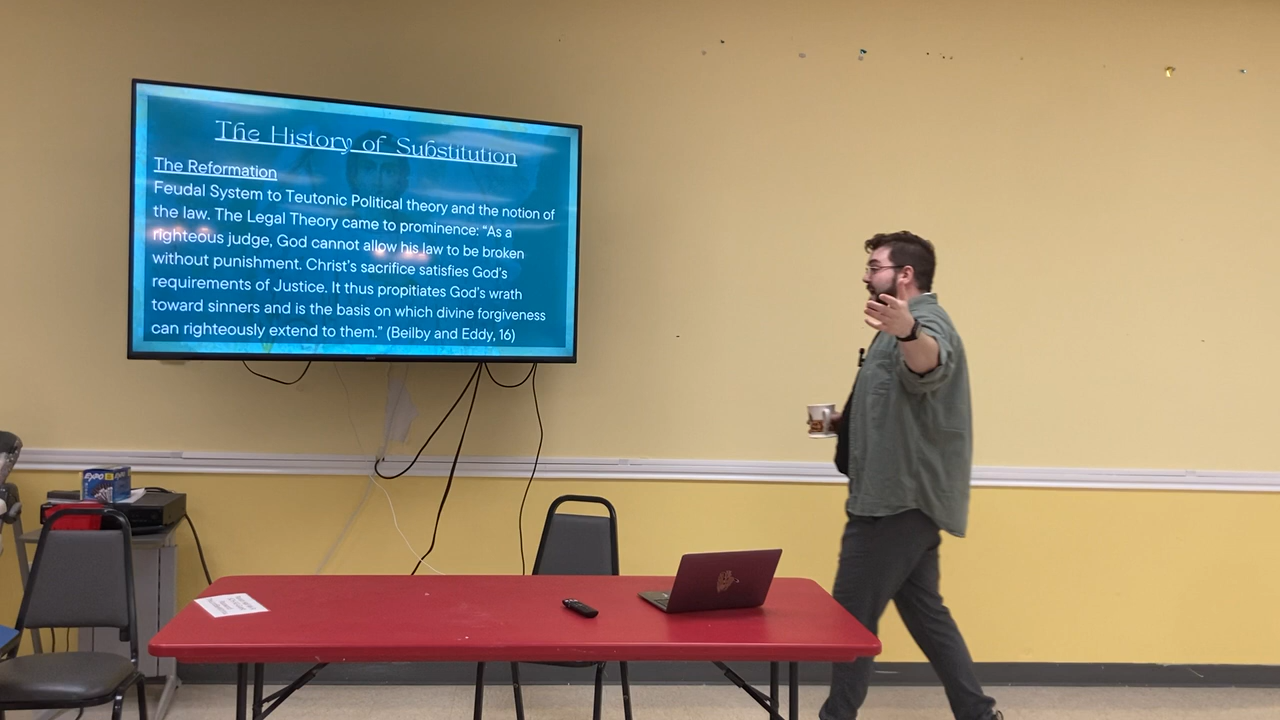 The History of Substitution
The Reformation
Feudal System to Teutonic Political theory and the notion of
the law. The Legal Theory came to prominence: “As a
righteous judge, God cannot allow his law to be broken
without punishment. Christ’s sacrifice satisfies God’s
requirements of Justice. It thus propitiates God’s wrath
toward sinners and is the basis on which divine forgiveness
can righteously extend to them.” (Beilby and Eddy, 16)
EXPO